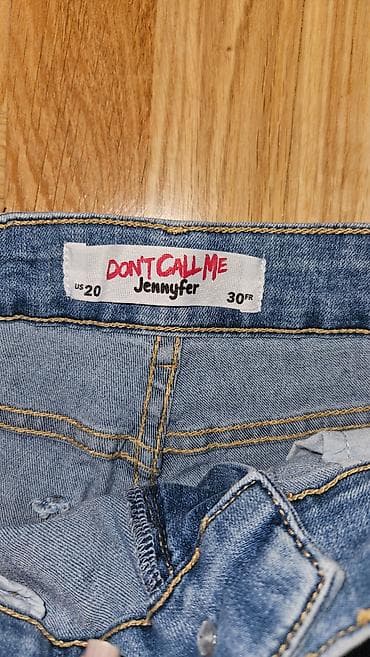 DON'T CALL ME
Jennyfer
US 20
30 FR